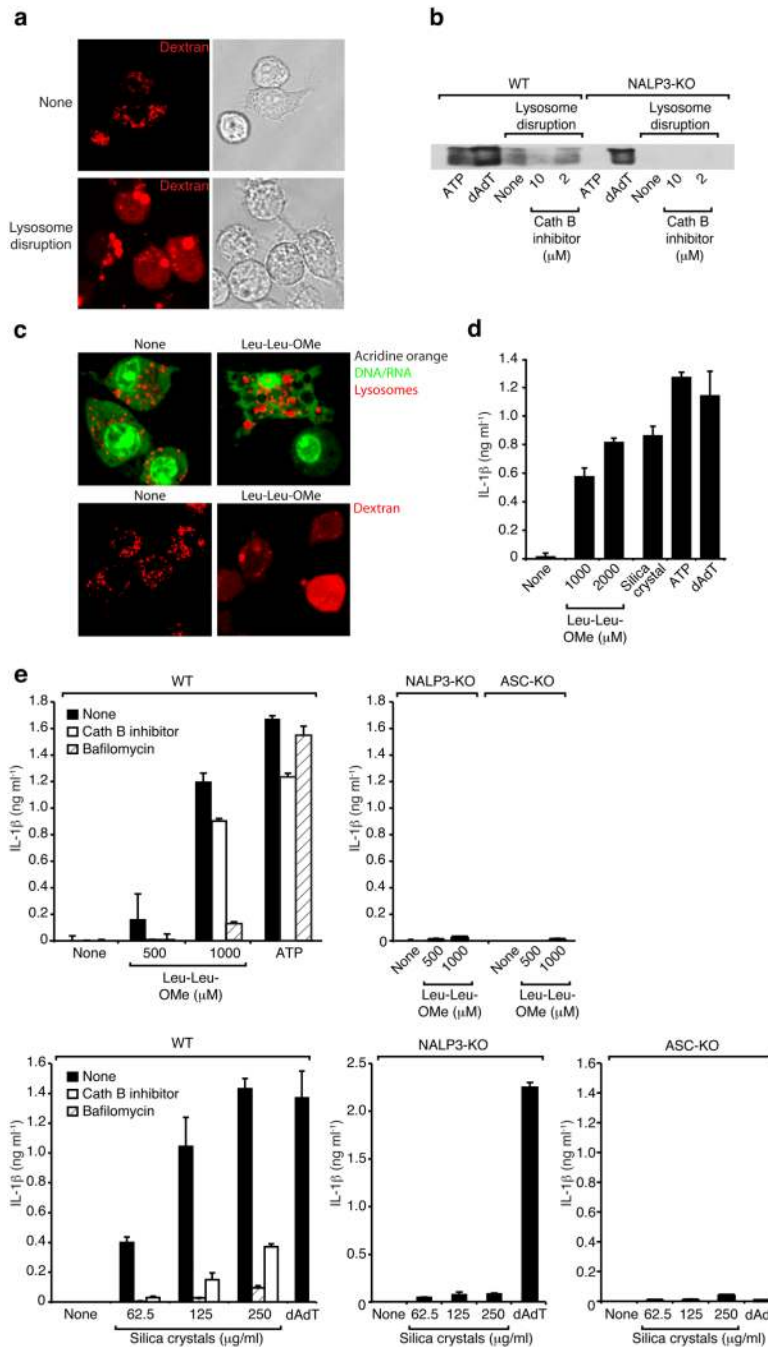 a
Dextran
None
Dextran
Lysosome
disruption
b
WT NALP3-KO
Lysosome Lysosome
disruption disruption
ATP dAdT None 10 2 ATP dAdT None 10 2
Cath B Cath B
inhibitor inhibitor
(µM) (µM)
c
None Leu-Leu-OMe
Acridine orange
DNA/RNA
Lysosomes
None Leu-Leu-OMe
Dextran
d
IL-1β (ng ml⁻¹)
1.4
1.2
1.0
0.8
0.6
0.4
0.2
0
None 1000 2000 Silica crystal ATP dAdT
Leu-Leu-
OMe (µM)
e
WT
None
Cath B inhibitor
Bafilomycin
IL-1β (ng ml⁻¹)
1.8
1.6
1.4
1.2
1.0
0.8
0.6
0.4
0.2
0
None 500 1000 ATP
Leu-Leu-
OMe (µM)
NALP3-KO ASC-KO
IL-1β (ng ml⁻¹)
1.8
1.6
1.4
1.2
1.0
0.8
0.6
0.4
0.2
0
None 500 1000 None 500 1000
Leu-Leu- Leu-Leu-
OMe (µM) OMe (µM)
WT
None
Cath B inhibitor
Bafilomycin
IL-1β (ng ml⁻¹)
1.6
1.4
1.2
1.0
0.8
0.6
0.4
0.2
0
None 62.5 125 250 dAdT
Silica crystals (µg/ml)
NALP3-KO
IL-1β (ng ml⁻¹)
2.5
2.0
1.5
1.0
0.5
0.0
None 62.5 125 250 dAdT
Silica crystals (µg/ml)
ASC-KO
IL-1β (ng ml⁻¹)
1.6
1.4
1.2
1.0
0.8
0.6
0.4
0.2
0
None 62.5 125 250 dAd
Silica crystals (µg/ml)